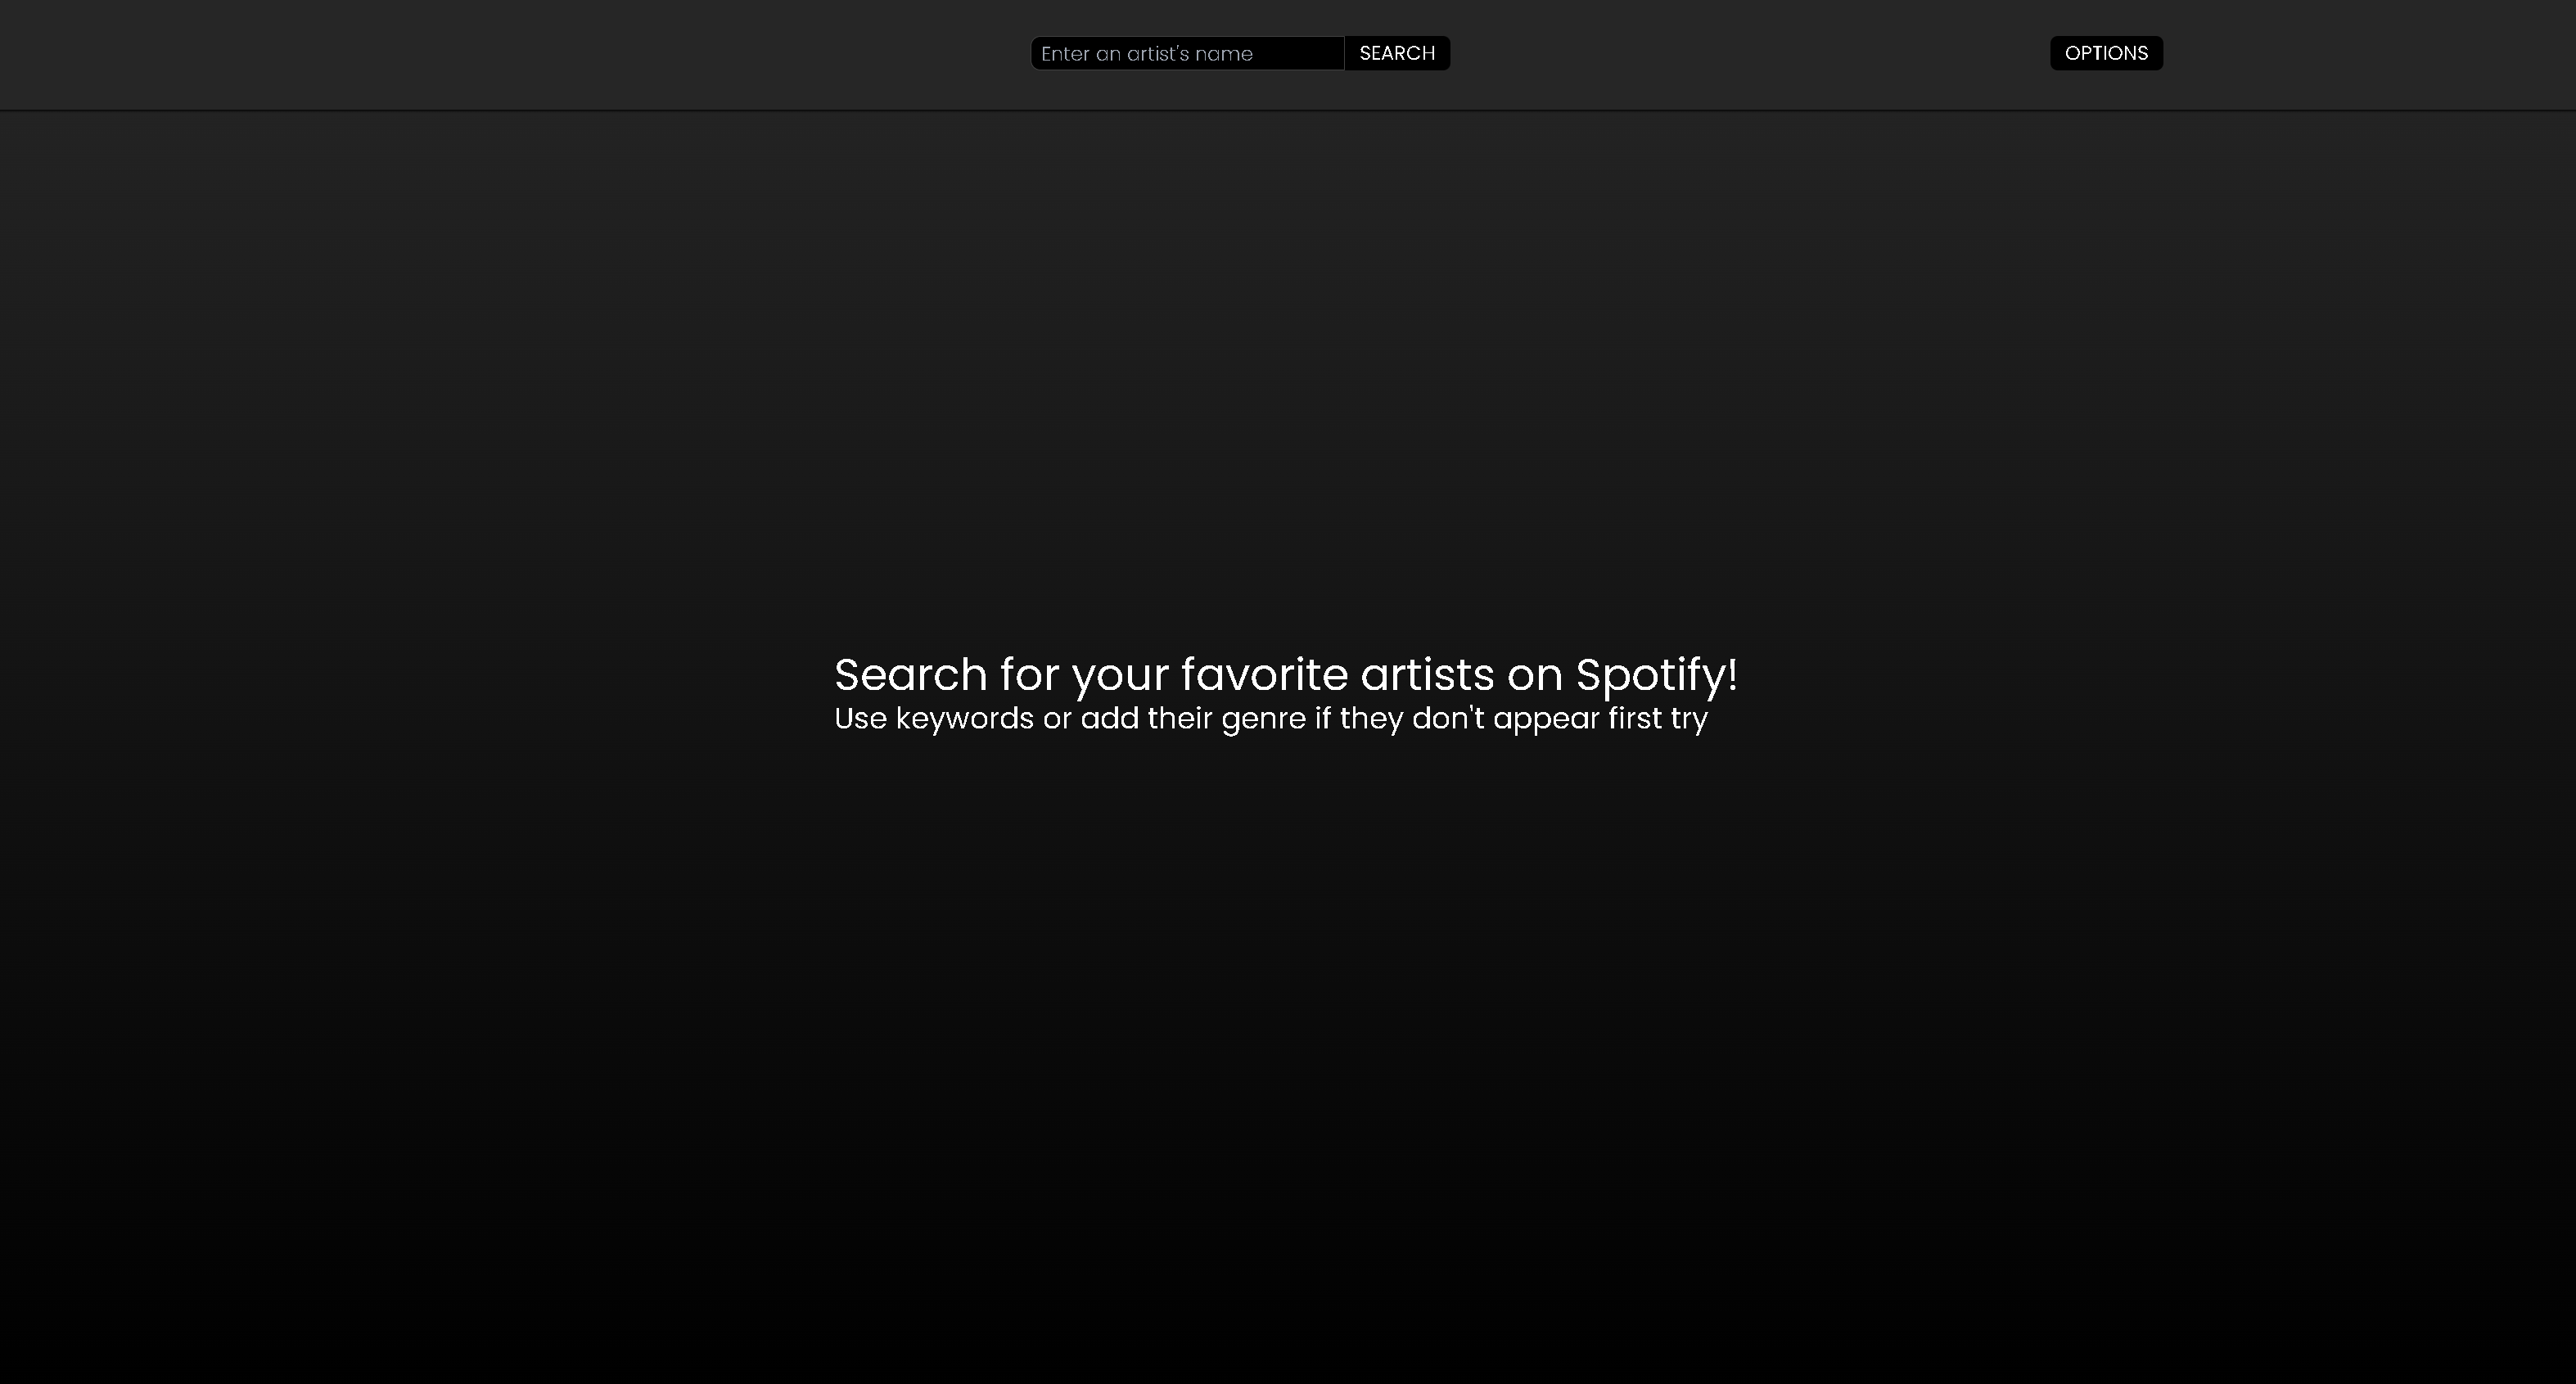 Enter an artist's name
SEARCH
OPTIONS
Search for your favorite artists on Spotify!
Use keywords or add their genre if they don't appear first try